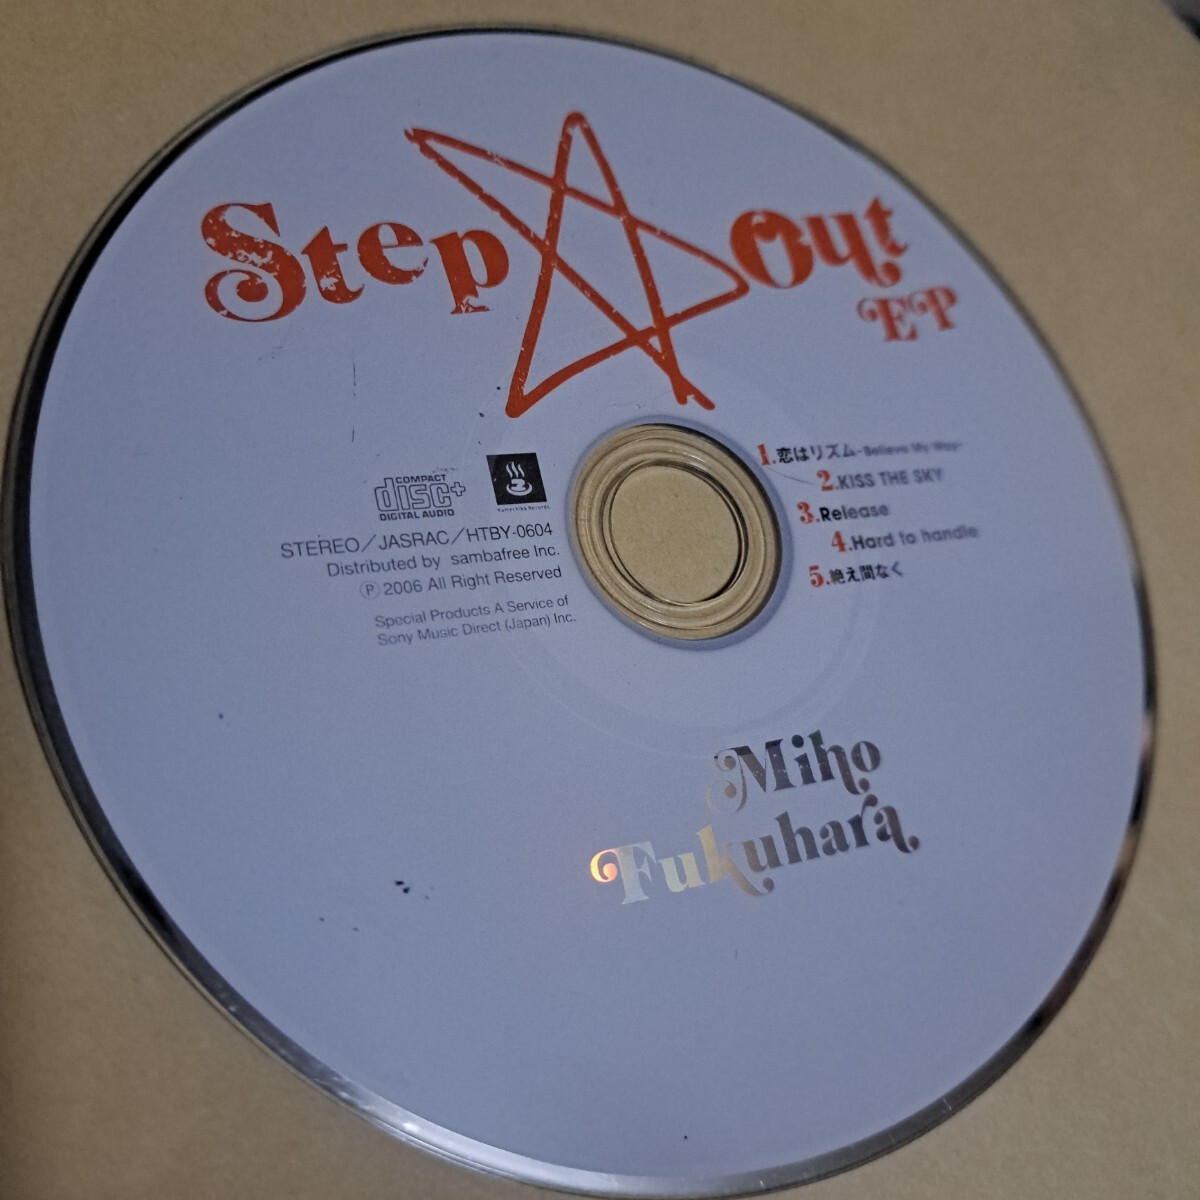 Step Out
EP
COMPACT
disc+
DIGITAL AUDIO
Yumechika Records
STEREO／JASRAC／HTBY-0604
Distributed by sambafree Inc.
Ⓟ 2006 All Right Reserved
Special Products A Service of
Sony Music Direct (Japan) Inc.
1.恋はリズム-Believe My Way-
2.KISS THE SKY
3.Release
4.Hard to handle
5.絶え間なく
Miho
Fukuhara